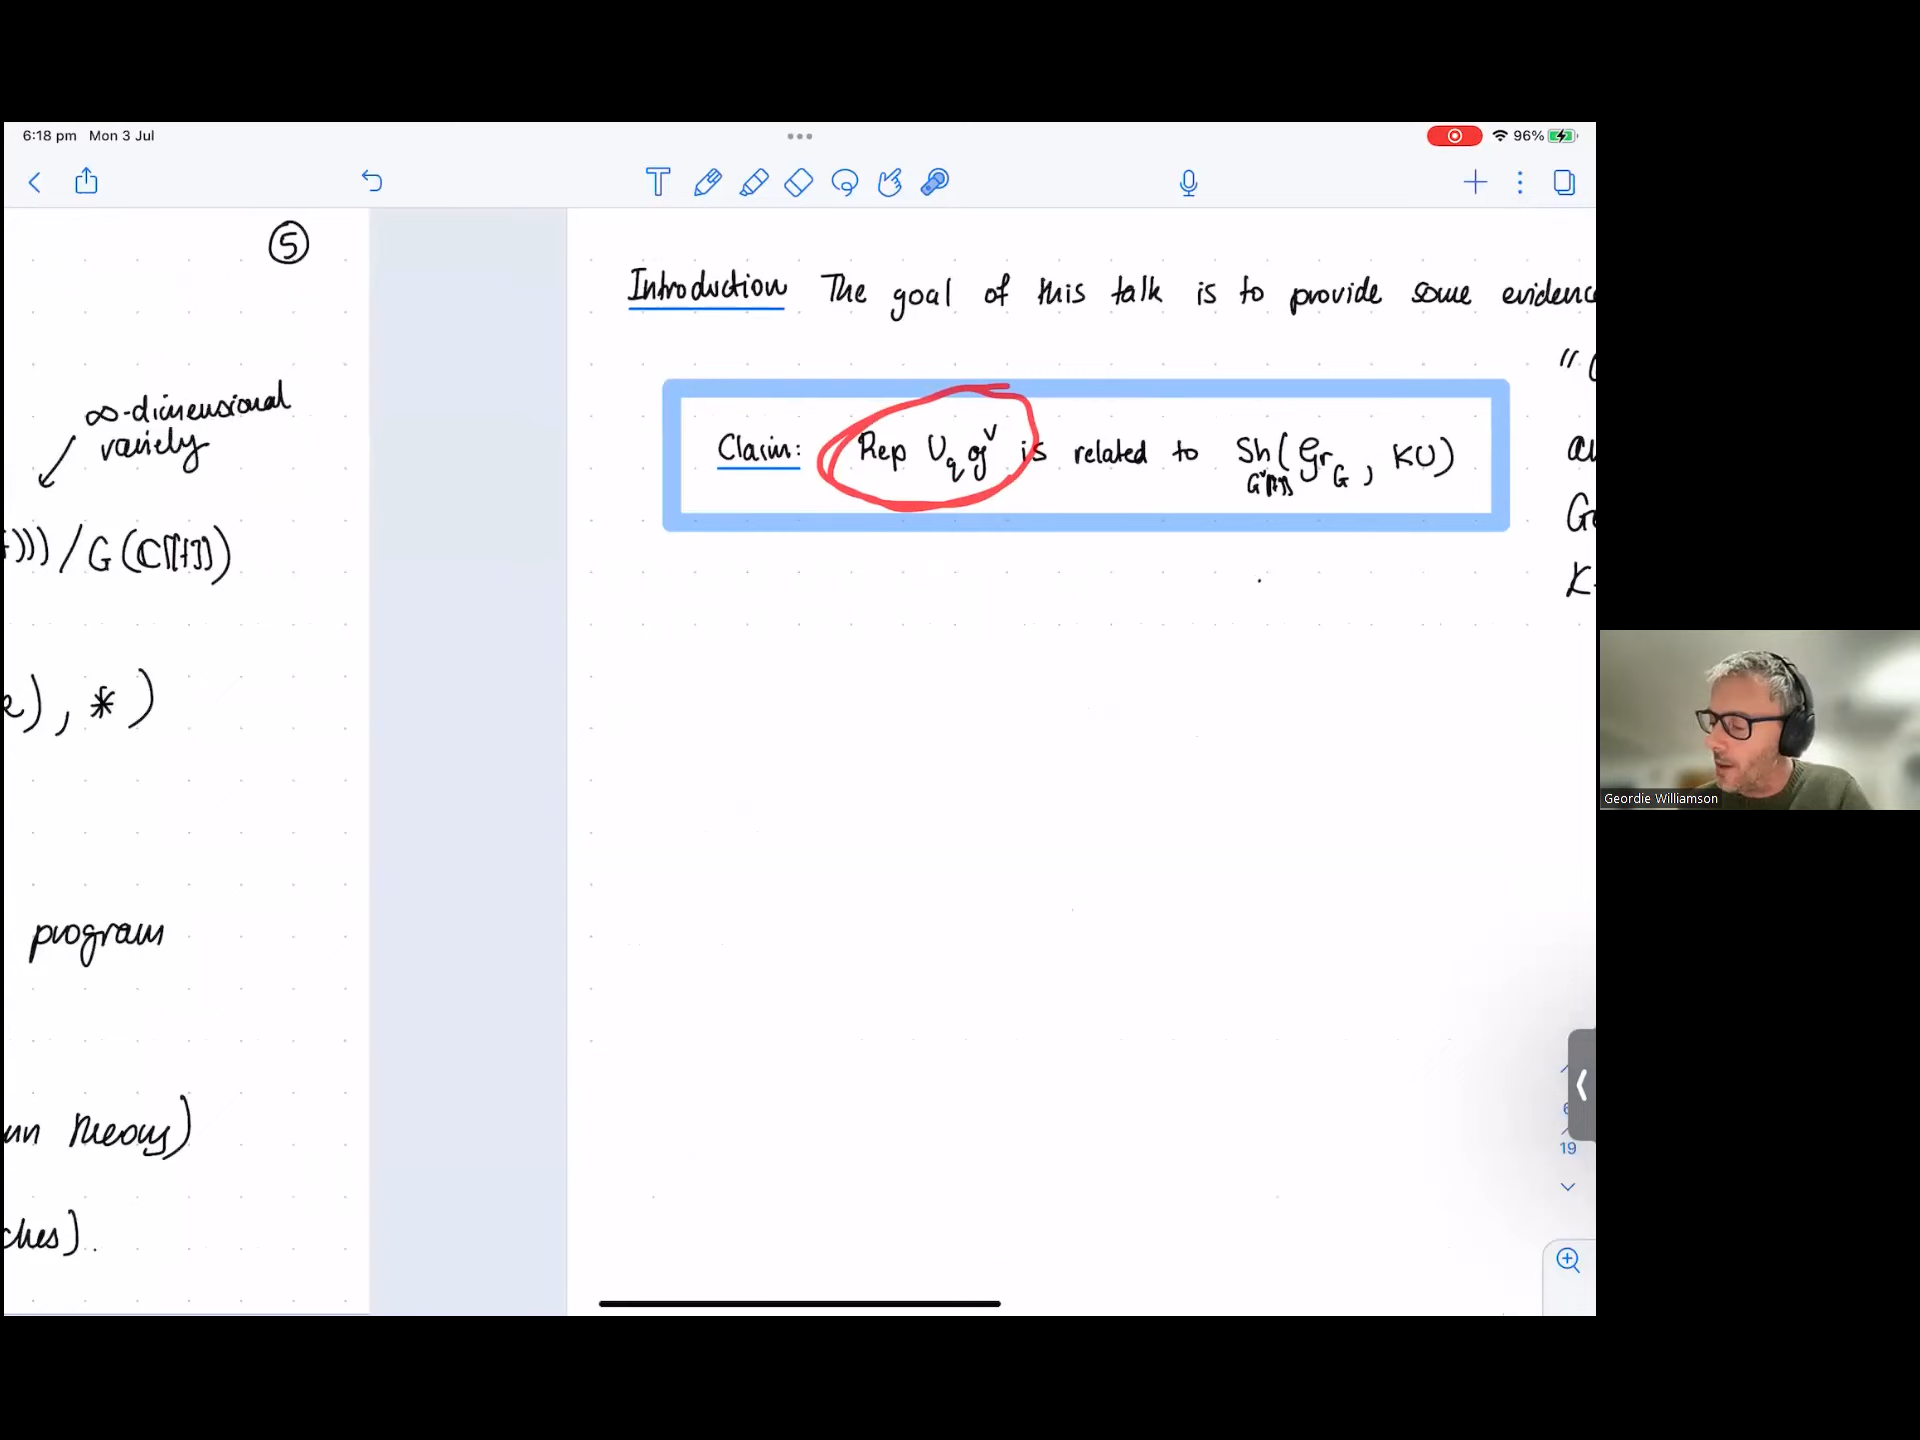 6:18 pm Mon 3 Jul
96%
5
∞-dimensional
variety
)))/G(ℂ[[t]])
), *)
program
theory)
).
Introduction The goal of this talk is to provide some evidenc
Claim: Rep U_q g^∨ is related to Sh_{G[[t]]}(Gr_G, KU)
19
Geordie Williamson